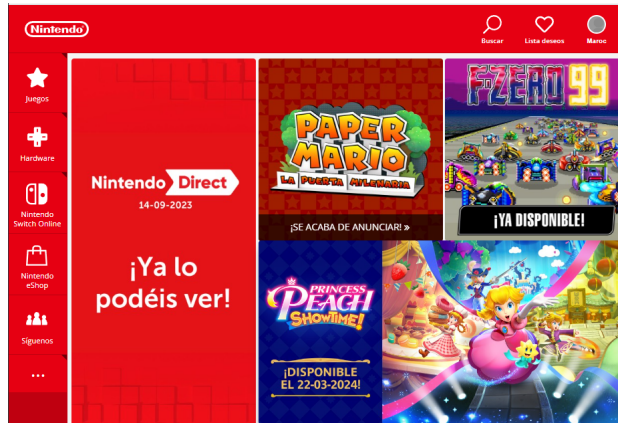 Nintendo
Buscar
Lista deseos
Maroc
Juegos
Hardware
Nintendo
Switch Online
Nintendo
eShop
Síguenos
...
Nintendo Direct
14-09-2023
¡Ya lo
podéis ver!
PAPER
MARIO
LA PUERTA MILENARIA
¡SE ACABA DE ANUNCIAR! »
F-ZERO 99
¡YA DISPONIBLE!
PRINCESS
PEACH
SHOWTIME!
¡DISPONIBLE
EL 22-03-2024!